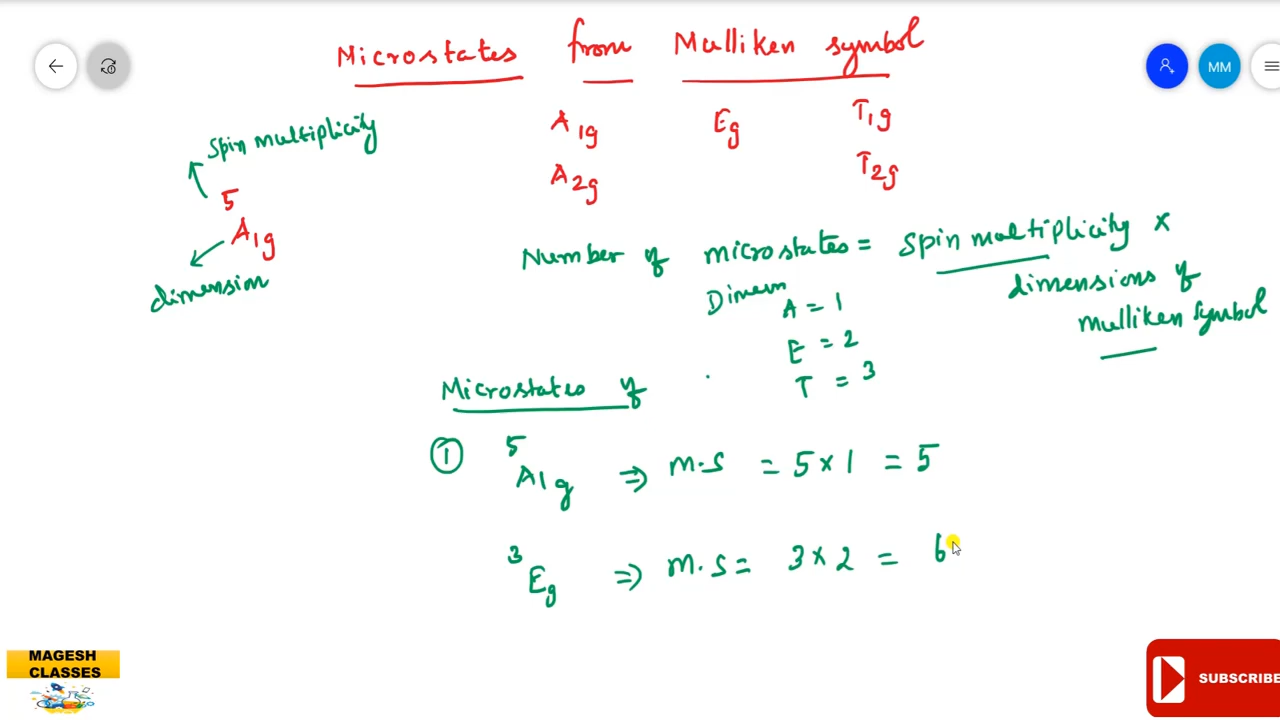 Microstates from Mulliken symbol
MM
Spin multiplicity
A1g Eg T1g
A2g T2g
5
A1g
dimension
Number of microstates = Spin multiplicity x
dimensions of
mulliken symbol
Dimem
A = 1
E = 2
T = 3
Microstates of
① 5A1g ⇒ m.s = 5 x 1 = 5
3Eg ⇒ m.s = 3 x 2 = 6
MAGESH
CLASSES
SUBSCRIBE